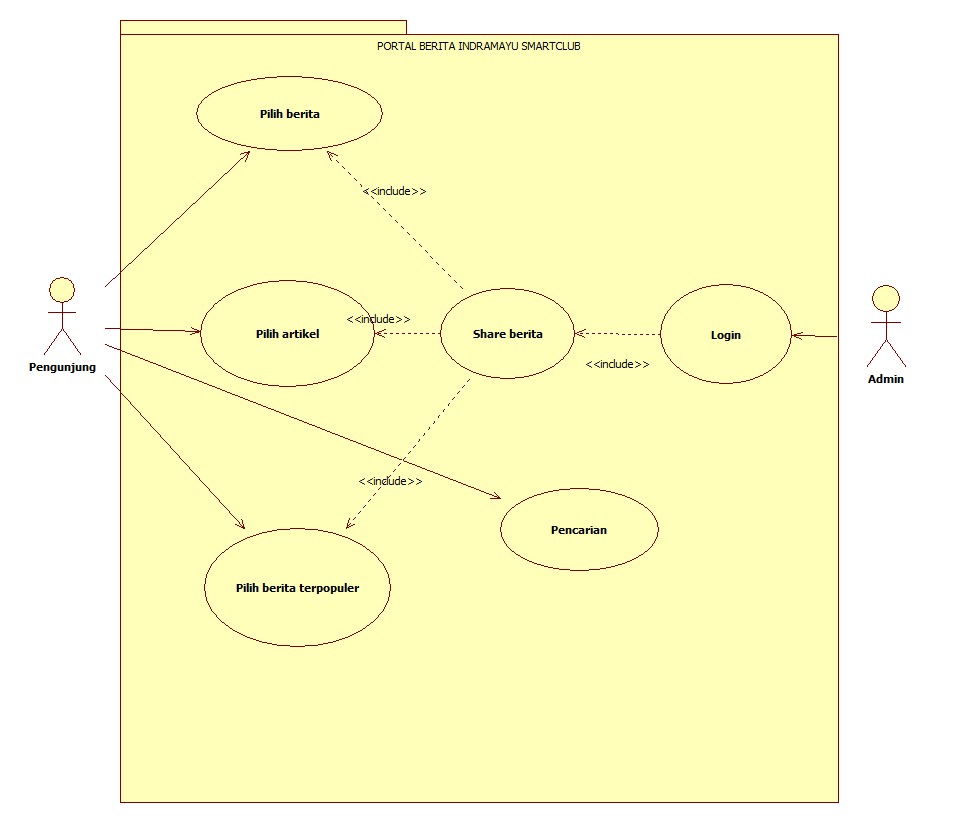 PORTAL BERITA INDRAMAYU SMARTCLUB
Pilih berita
<<include>>
Pilih artikel
<<include>>
Share berita
<<include>>
Login
Pengunjung
Admin
<<include>>
Pencarian
Pilih berita terpopuler